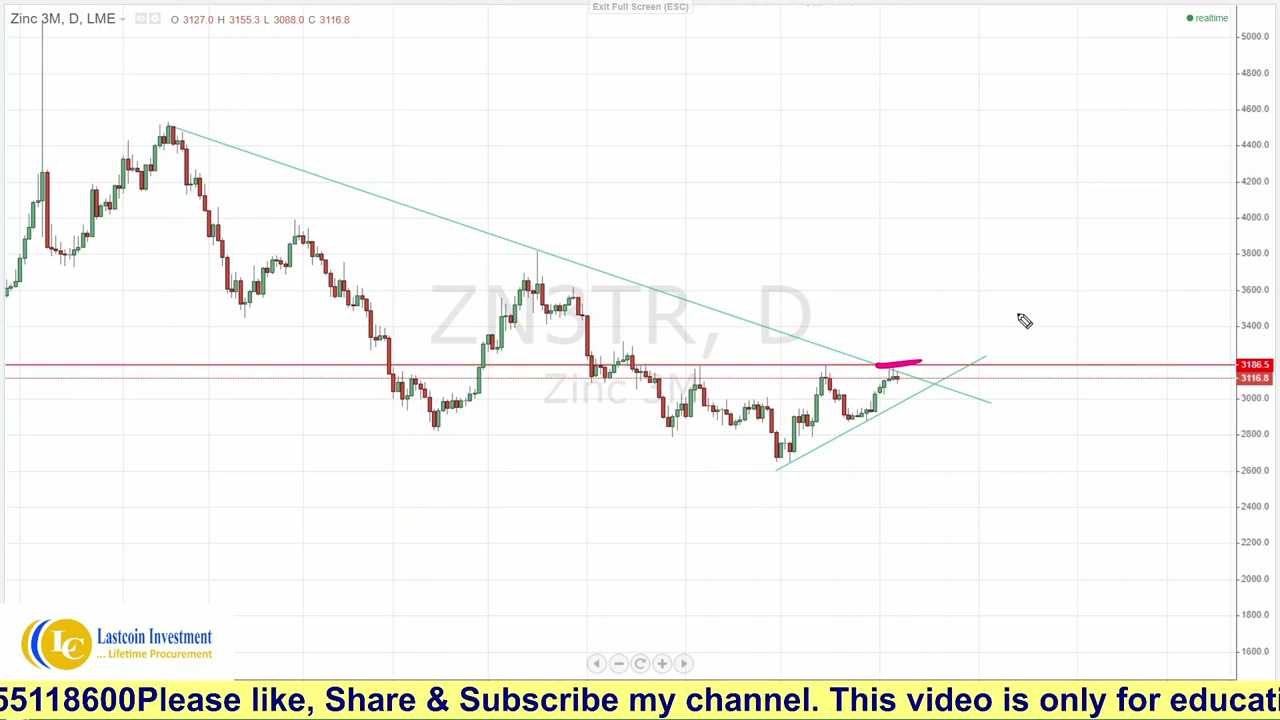 Exit Full Screen (ESC)
Zinc 3M, D, LME O 3127.0 H 3155.3 L 3088.0 C 3116.8
realtime
5000.0
4800.0
4600.0
4400.0
4200.0
4000.0
3800.0
3600.0
3400.0
3186.5
3116.8
3000.0
2800.0
2600.0
2400.0
2200.0
2000.0
1800.0
1600.0
ZN3TR, D
Zinc 3M
LC
Lastcoin Investment
... Lifetime Procurement
55118600Please like, Share & Subscribe my channel. This video is only for educati